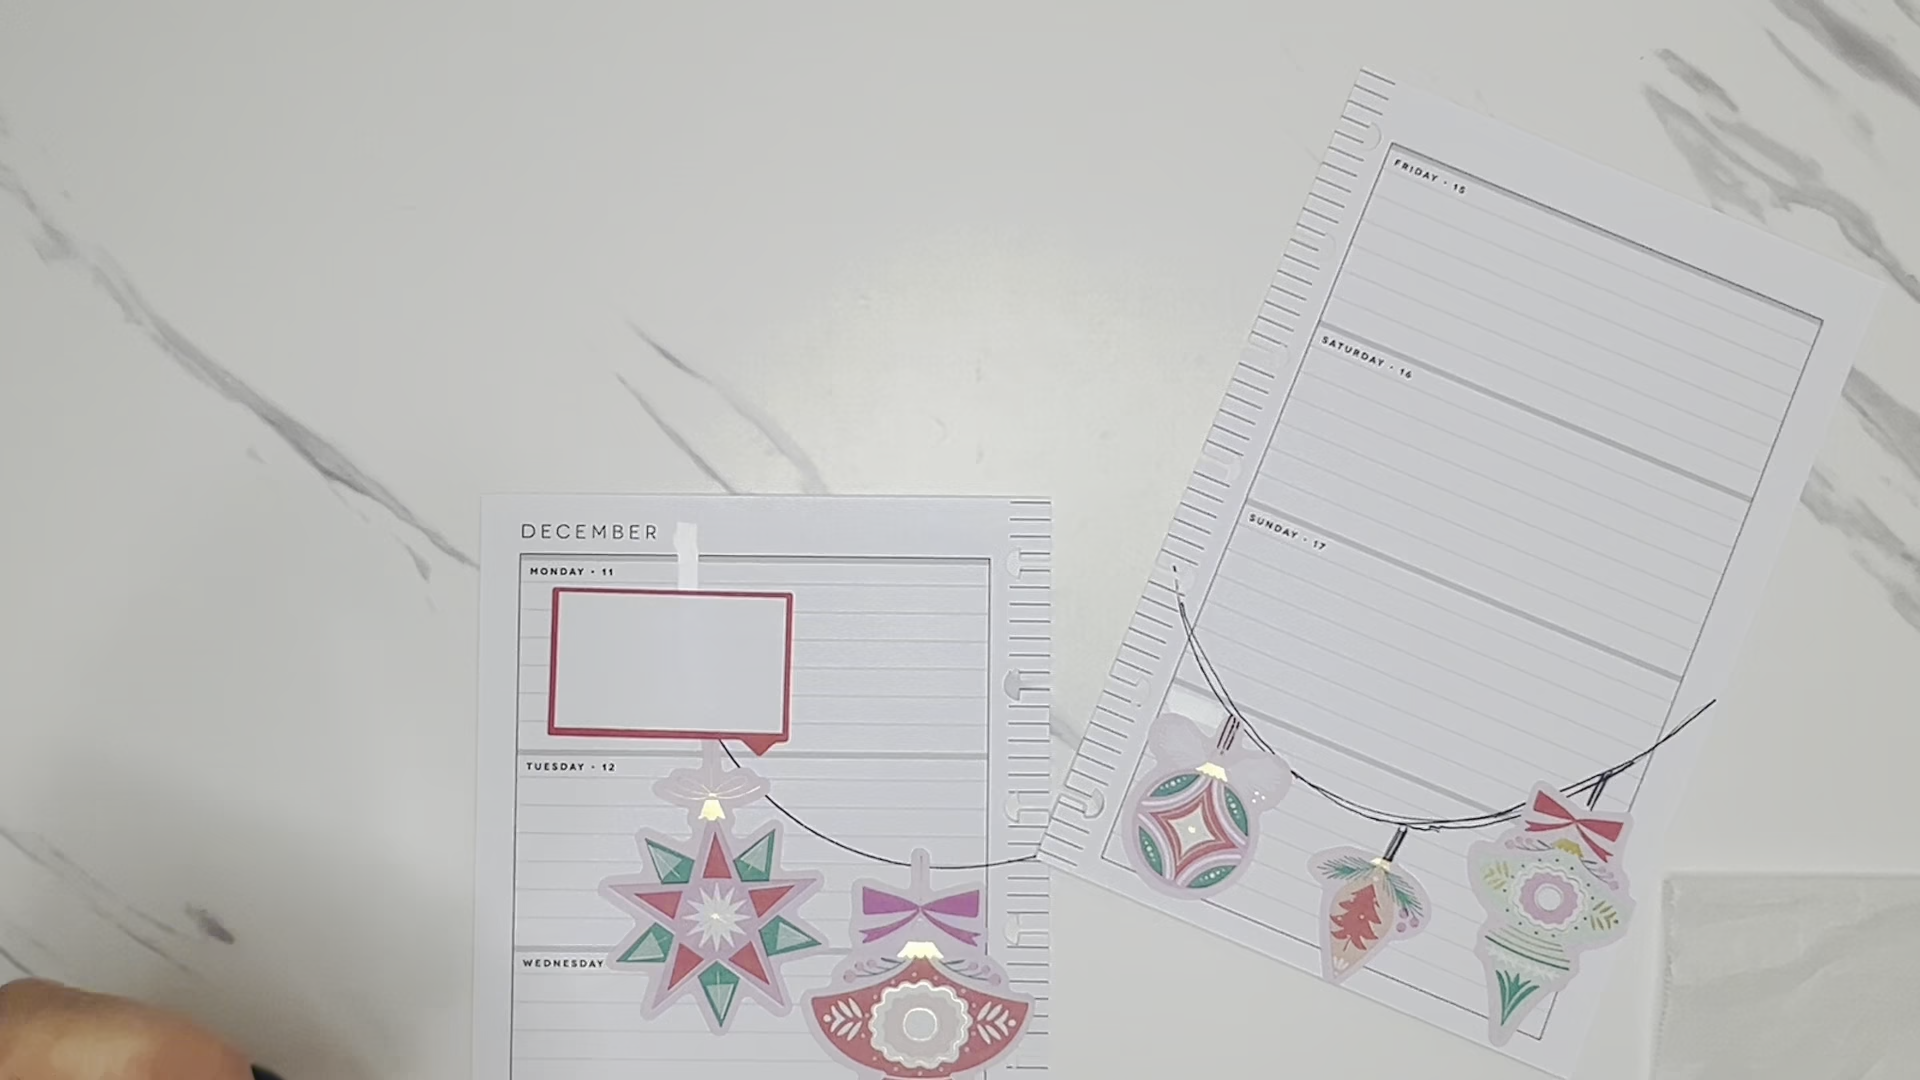 DECEMBER
MONDAY · 11
TUESDAY · 12
WEDNESDAY
FRIDAY · 15
SATURDAY · 16
SUNDAY · 17